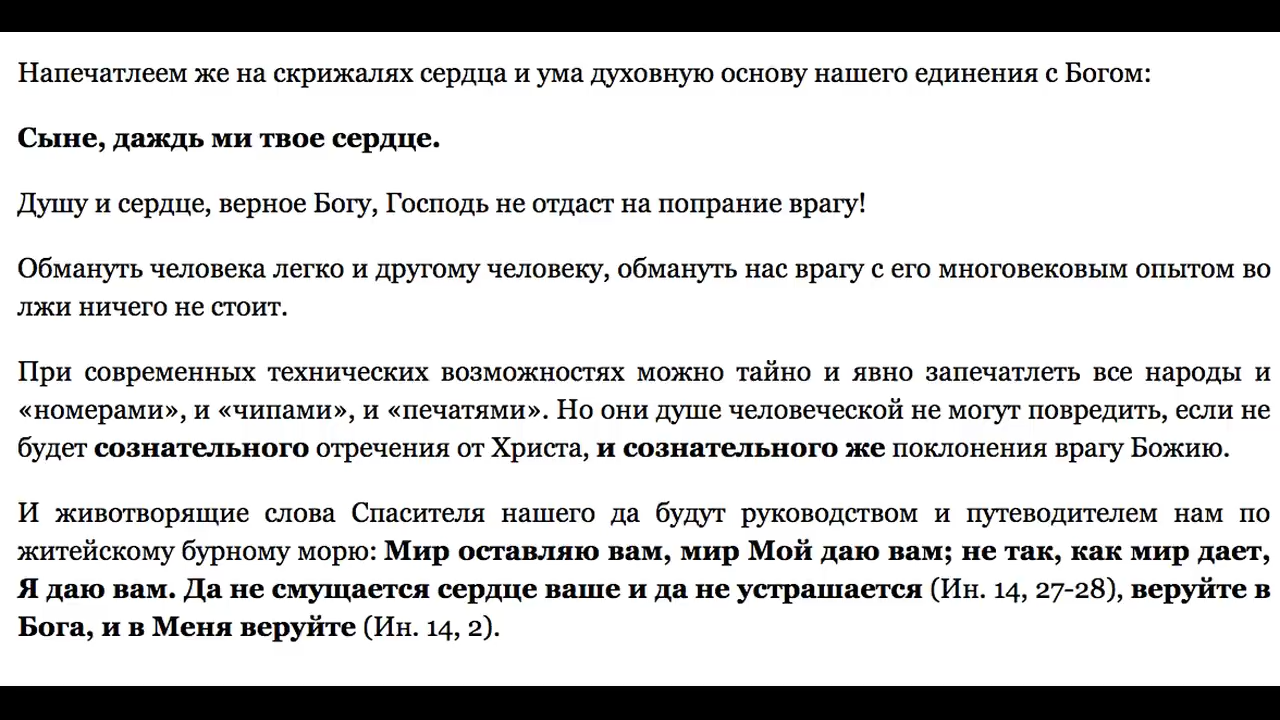 Напечатлеем же на скрижалях сердца и ума духовную основу нашего единения с Богом:
Сыне, даждь ми твое сердце.
Душу и сердце, верное Богу, Господь не отдаст на попрание врагу!
Обмануть человека легко и другому человеку, обмануть нас врагу с его многовековым опытом во
лжи ничего не стоит.
При современных технических возможностях можно тайно и явно запечатлеть все народы и
«номерами», и «чипами», и «печатями». Но они душе человеческой не могут повредить, если не
будет сознательного отречения от Христа, и сознательного же поклонения врагу Божию.
И животворящие слова Спасителя нашего да будут руководством и путеводителем нам по
житейскому бурному морю: Мир оставляю вам, мир Мой даю вам; не так, как мир дает,
Я даю вам. Да не смущается сердце ваше и да не устрашается (Ин. 14, 27-28), веруйте в
Бога, и в Меня веруйте (Ин. 14, 2).